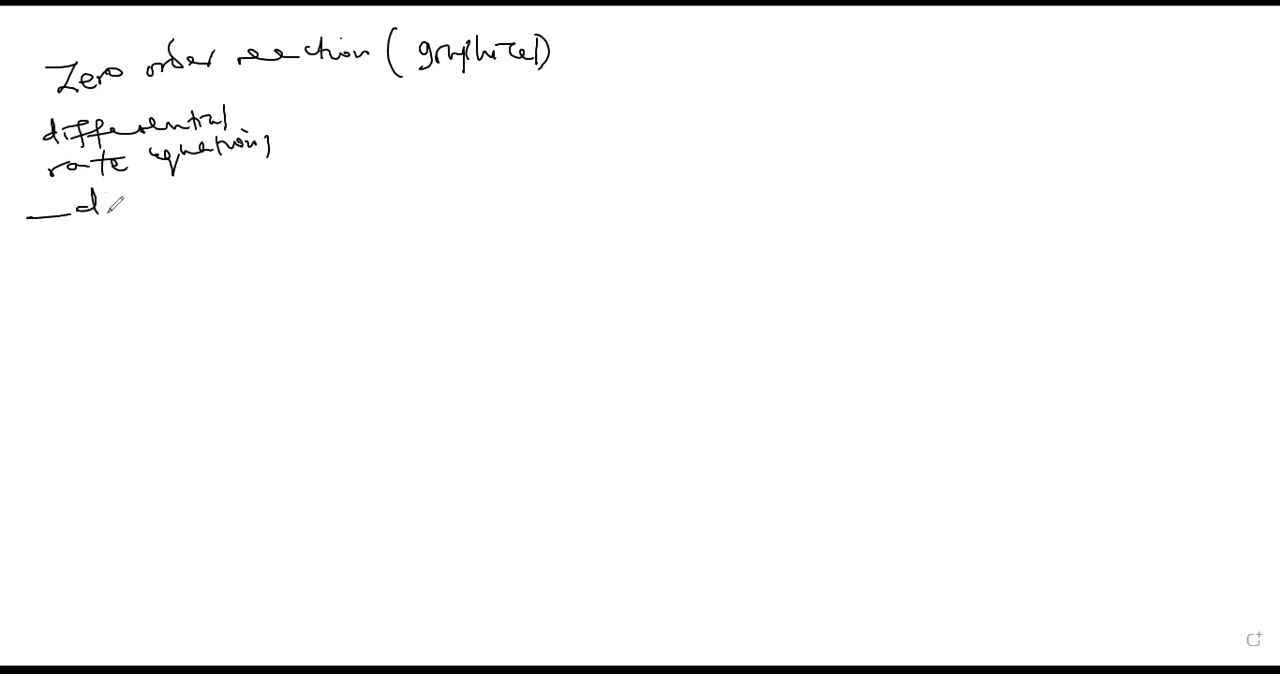 Zero order reaction (graphical)
differential
rate equation,
— d